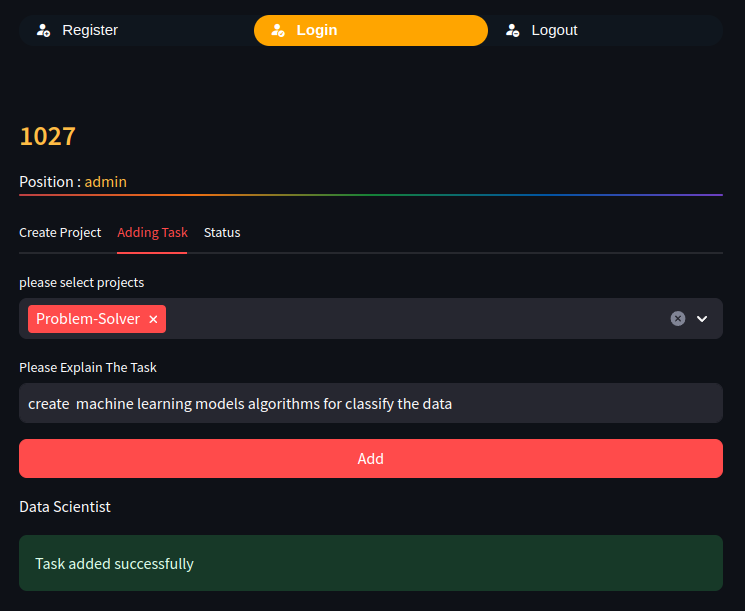 Register Login Logout
1027
Position : admin
Create Project Adding Task Status
please select projects
Problem-Solver ×
Please Explain The Task
create  machine learning models algorithms for classify the data
Add
Data Scientist
Task added successfully